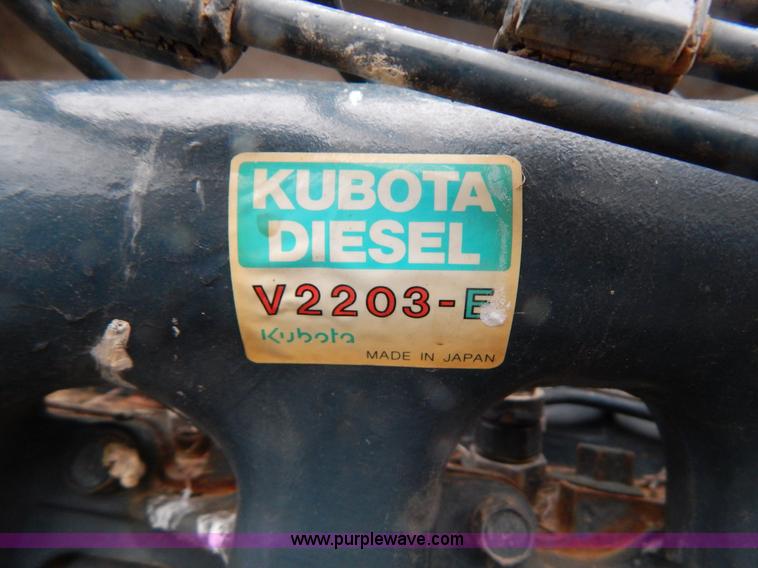 KUBOTA
DIESEL
V2203-E
Kubota
MADE IN JAPAN
www.purplewave.com